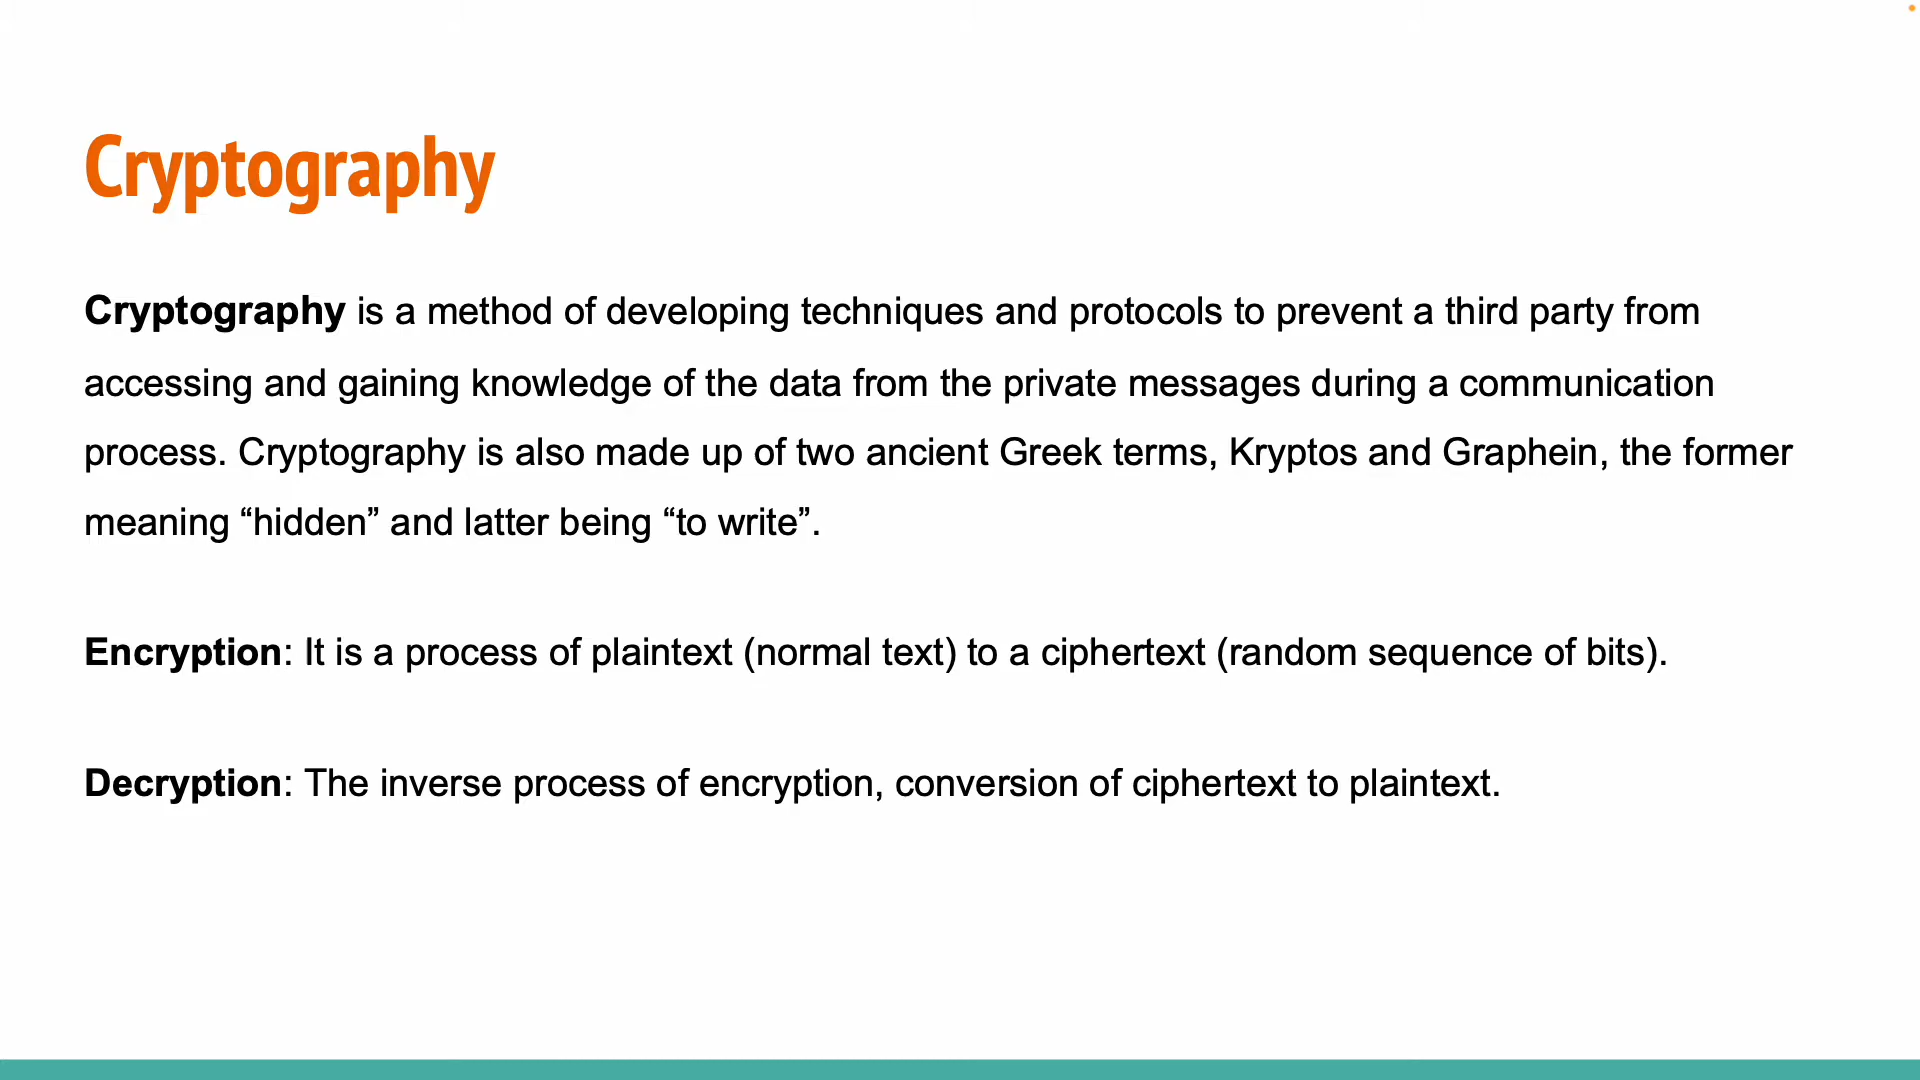 Cryptography
Cryptography is a method of developing techniques and protocols to prevent a third party from
accessing and gaining knowledge of the data from the private messages during a communication
process. Cryptography is also made up of two ancient Greek terms, Kryptos and Graphein, the former
meaning “hidden” and latter being “to write”.
Encryption: It is a process of plaintext (normal text) to a ciphertext (random sequence of bits).
Decryption: The inverse process of encryption, conversion of ciphertext to plaintext.